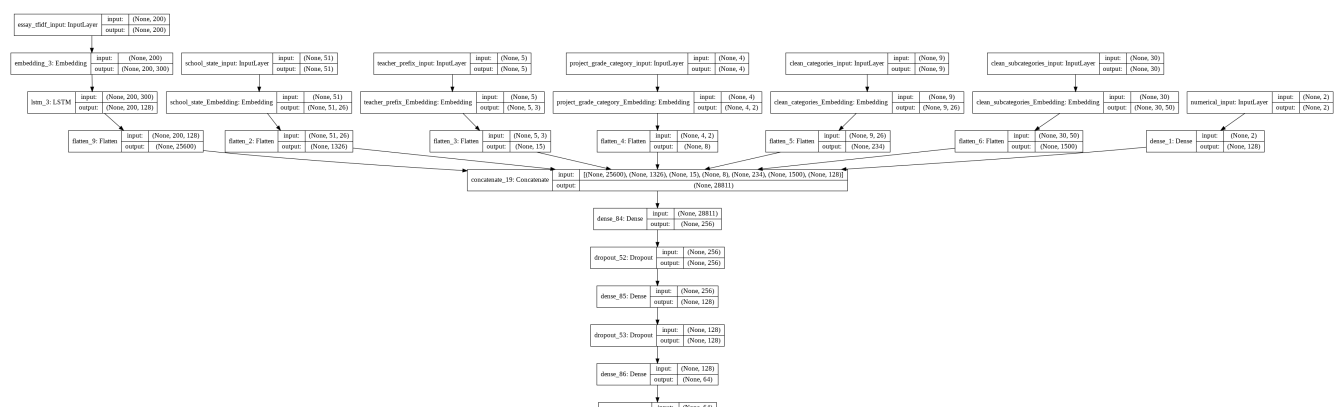 essay_tfidf_input: InputLayer input: (None, 200)
output: (None, 200)
embedding_3: Embedding input: (None, 200)
output: (None, 200, 300)
school_state_input: InputLayer input: (None, 51)
output: (None, 51)
teacher_prefix_input: InputLayer input: (None, 5)
output: (None, 5)
project_grade_category_input: InputLayer input: (None, 4)
output: (None, 4)
clean_categories_input: InputLayer input: (None, 9)
output: (None, 9)
clean_subcategories_input: InputLayer input: (None, 30)
output: (None, 30)
lstm_3: LSTM input: (None, 200, 300)
output: (None, 200, 128)
school_state_Embedding: Embedding input: (None, 51)
output: (None, 51, 26)
teacher_prefix_Embedding: Embedding input: (None, 5)
output: (None, 5, 3)
project_grade_category_Embedding: Embedding input: (None, 4)
output: (None, 4, 2)
clean_categories_Embedding: Embedding input: (None, 9)
output: (None, 9, 26)
clean_subcategories_Embedding: Embedding input: (None, 30)
output: (None, 30, 50)
numerical_input: InputLayer input: (None, 2)
output: (None, 2)
flatten_9: Flatten input: (None, 200, 128)
output: (None, 25600)
flatten_2: Flatten input: (None, 51, 26)
output: (None, 1326)
flatten_3: Flatten input: (None, 5, 3)
output: (None, 15)
flatten_4: Flatten input: (None, 4, 2)
output: (None, 8)
flatten_5: Flatten input: (None, 9, 26)
output: (None, 234)
flatten_6: Flatten input: (None, 30, 50)
output: (None, 1500)
dense_1: Dense input: (None, 2)
output: (None, 128)
concatenate_19: Concatenate input: [(None, 25600), (None, 1326), (None, 15), (None, 8), (None, 234), (None, 1500), (None, 128)]
output: (None, 28811)
dense_84: Dense input: (None, 28811)
output: (None, 256)
dropout_52: Dropout input: (None, 256)
output: (None, 256)
dense_85: Dense input: (None, 256)
output: (None, 128)
dropout_53: Dropout input: (None, 128)
output: (None, 128)
dense_86: Dense input: (None, 128)
output: (None, 64)